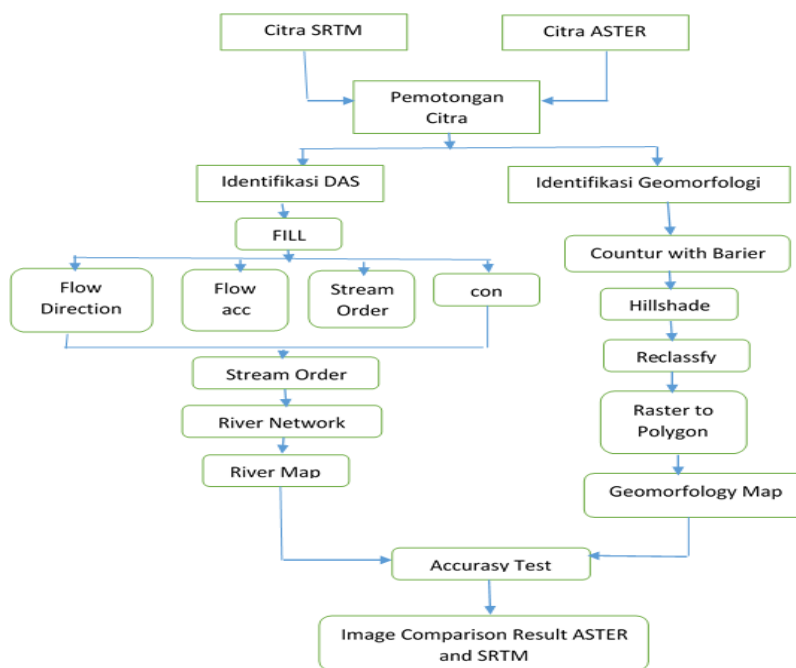 Citra SRTM
Citra ASTER
Pemotongan
Citra
Identifikasi DAS
Identifikasi Geomorfologi
FILL
Countur with Barier
Flow
Direction
Flow
acc
Stream
Order
con
Hillshade
Reclassfy
Stream Order
Raster to
Polygon
River Network
River Map
Geomorfology Map
Accurasy Test
Image Comparison Result ASTER
and SRTM